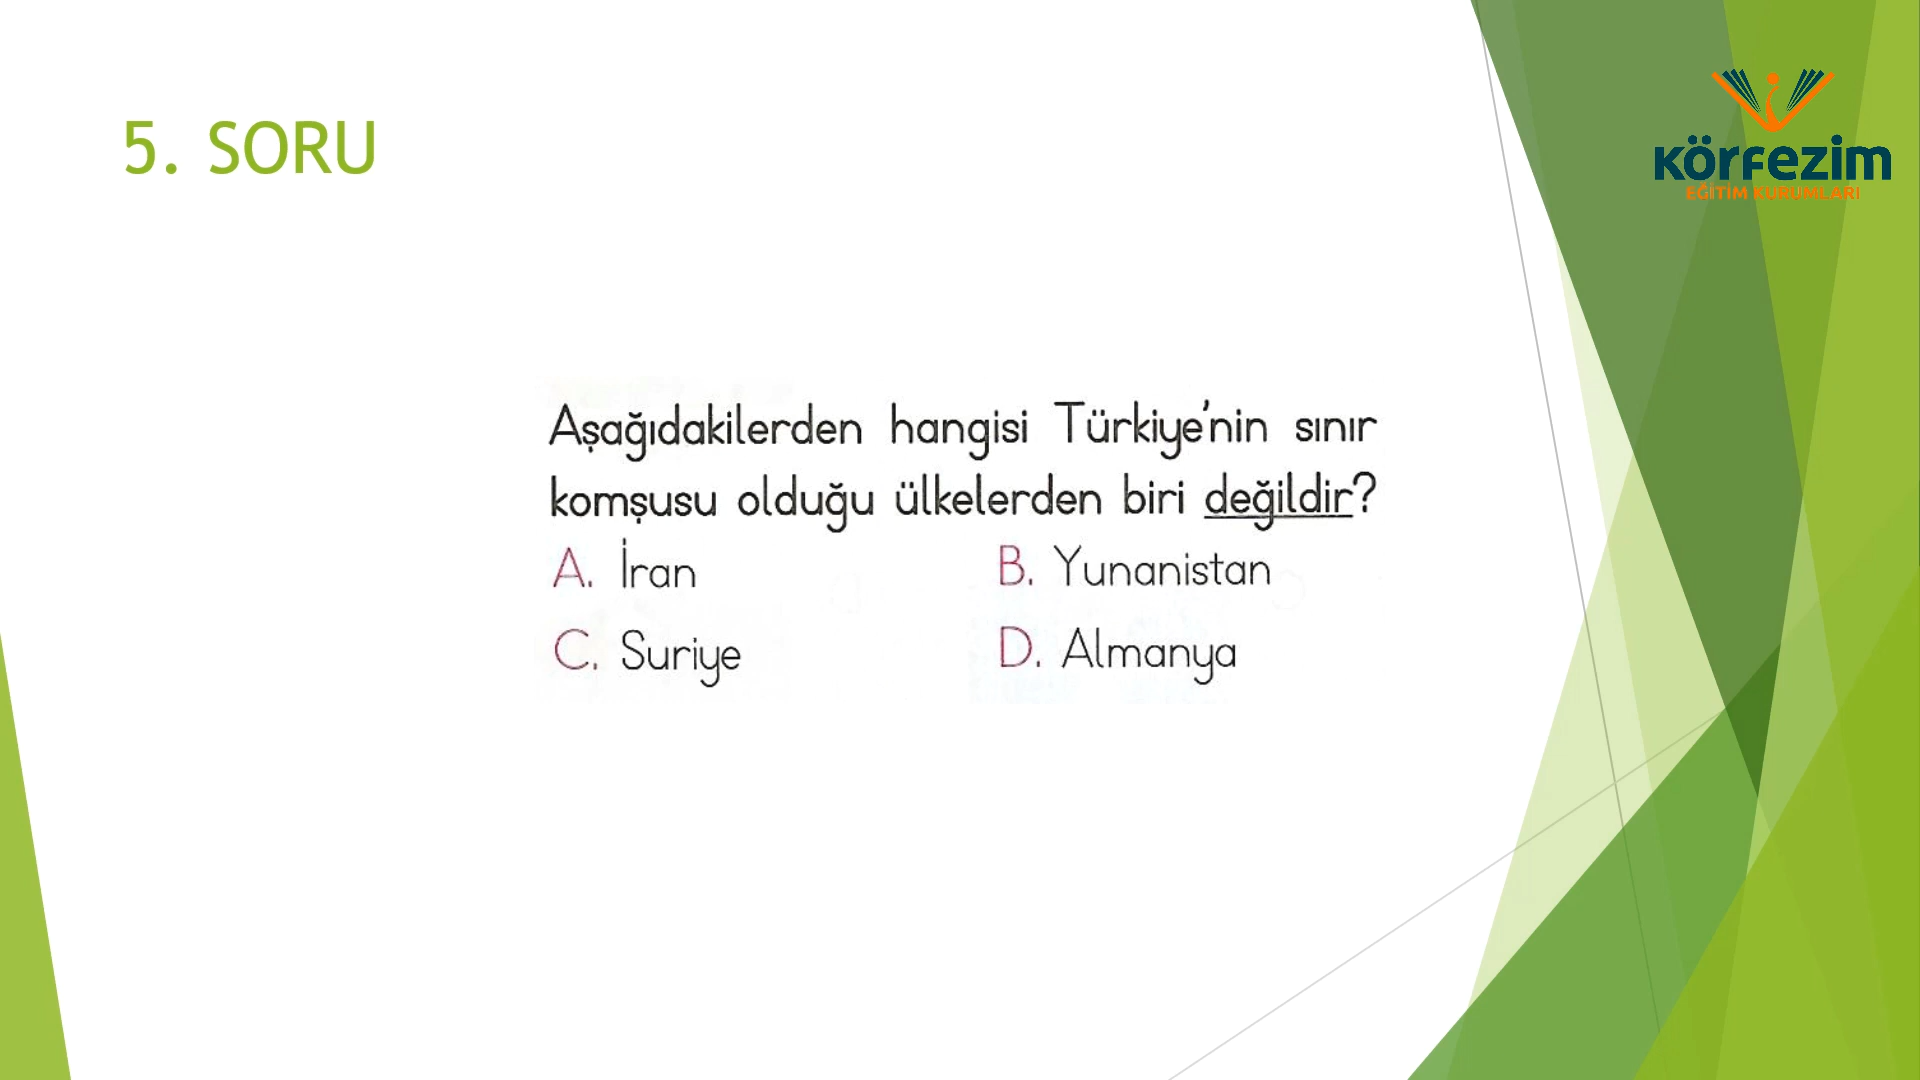 5. SORU
körfezim
EĞİTİM KURUMLARI
Aşağıdakilerden hangisi Türkiye'nin sınır
komşusu olduğu ülkelerden biri değildir?
A. İran B. Yunanistan
C. Suriye D. Almanya